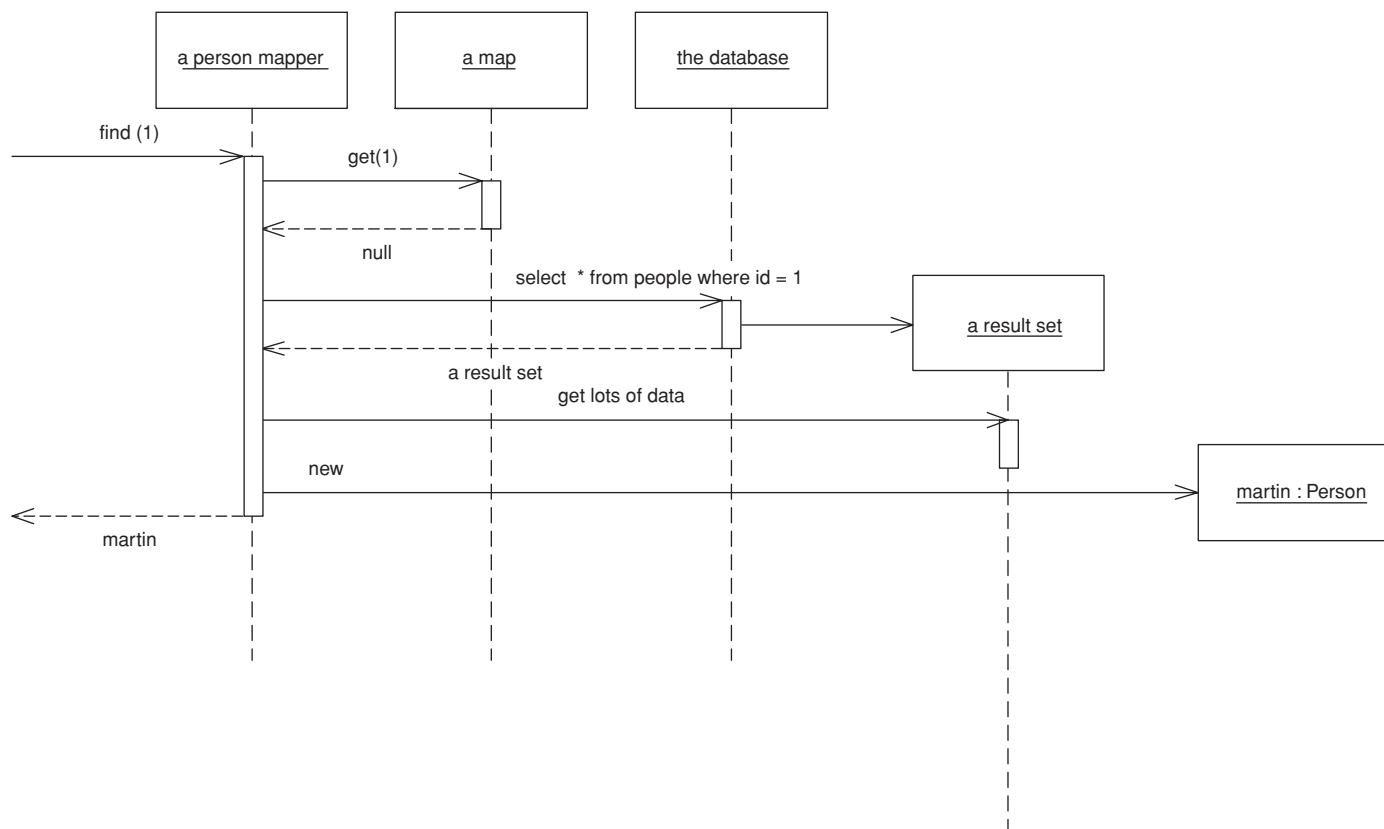 a person mapper
a map
the database
find (1)
get(1)
null
select * from people where id = 1
a result set
a result set
get lots of data
new
martin : Person
martin